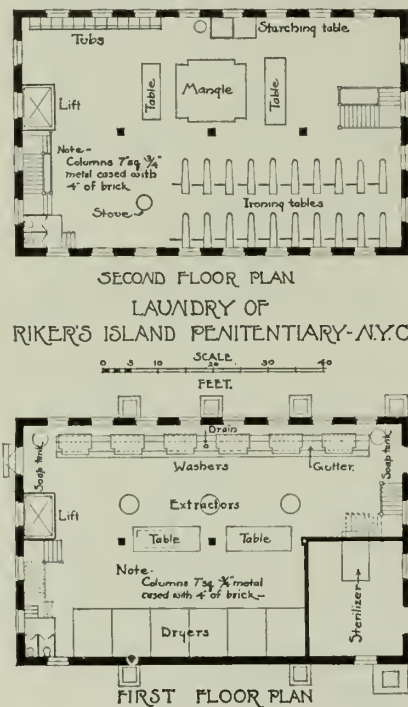 Tubs
Starching table
Lift
Table
Mangle
Table
Note-
Columns 7"sq 3/4"
metal cased with
4" of brick
Stove
Ironing tables
SECOND FLOOR PLAN
LAUNDRY OF
RIKER'S ISLAND PENITENTIARY-N.Y.C
SCALE
0 5 10 20 30 40
FEET.
Drain
Soap tank
Washers
Gutter.
Soap tank
Extractors
Lift
Table
Table
Note-
Columns 7"sq 3/4" metal
cased with 4" of brick-
Sterilizer
Dryers
FIRST FLOOR PLAN